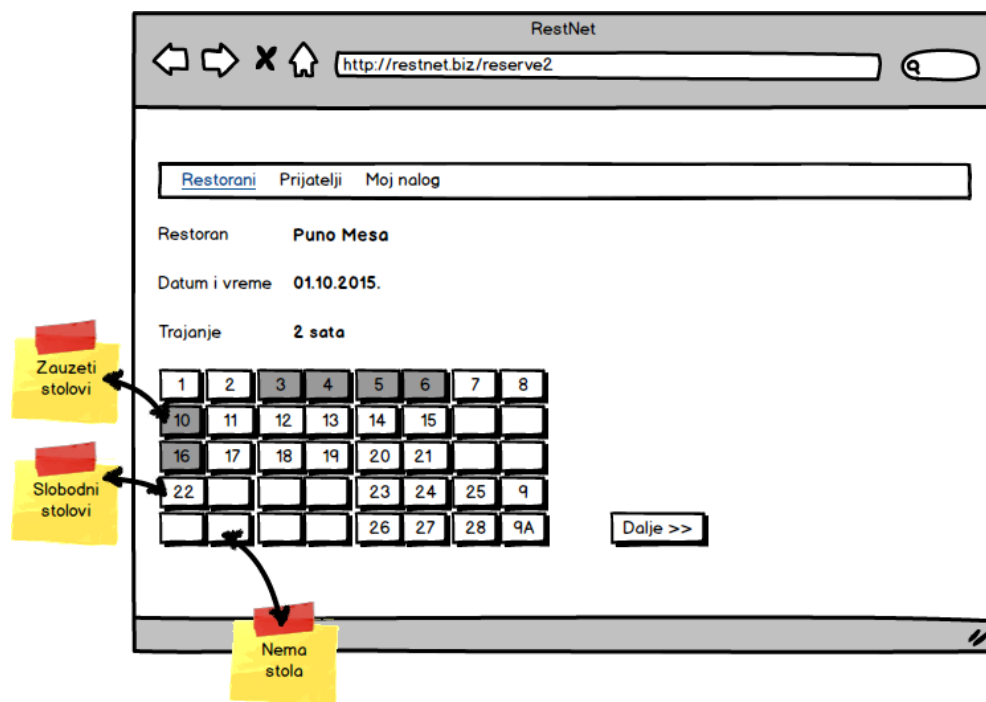 RestNet
http://restnet.biz/reserve2
Restorani Prijatelji Moj nalog
Restoran Puno Mesa
Datum i vreme 01.10.2015.
Trajanje 2 sata
Zauzeti
stolovi
1 2 3 4 5 6 7 8
10 11 12 13 14 15
16 17 18 19 20 21
Slobodni
stolovi
22 23 24 25 9
26 27 28 9A
Dalje >>
Nema
stola